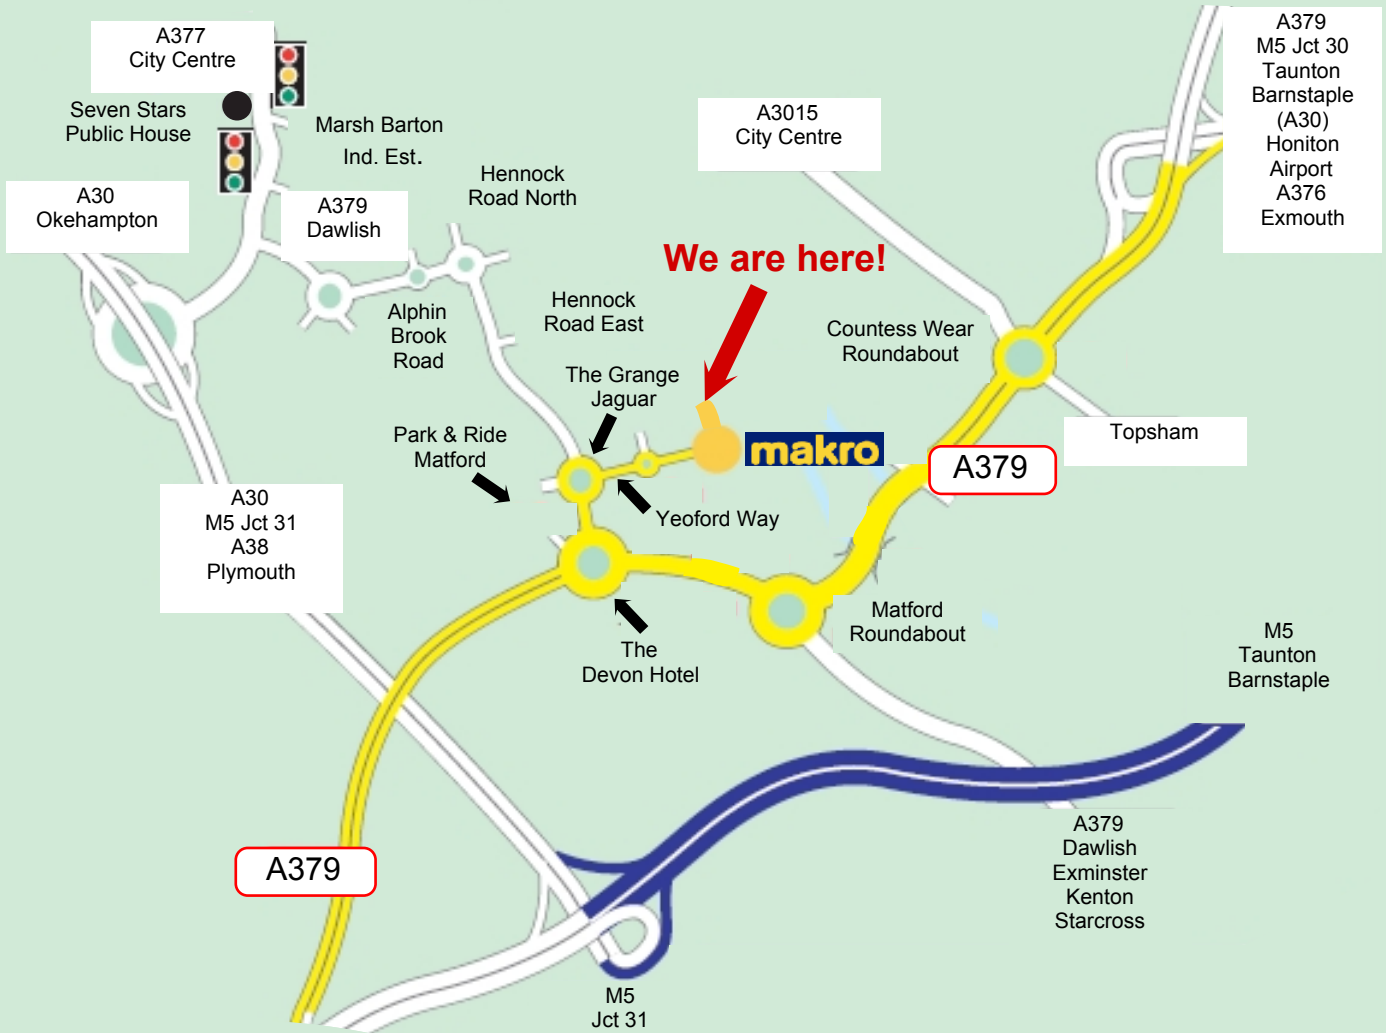 A377
City Centre
Seven Stars
Public House
Marsh Barton
Ind. Est.
Hennock
Road North
A30
Okehampton
A379
Dawlish
A3015
City Centre
A379
M5 Jct 30
Taunton
Barnstaple
(A30)
Honiton
Airport
A376
Exmouth
We are here!
Alphin
Brook
Road
Hennock
Road East
Countess Wear
Roundabout
The Grange
Jaguar
Park & Ride
Matford
makro
Topsham
A379
A30
M5 Jct 31
A38
Plymouth
Yeoford Way
Matford
Roundabout
The
Devon Hotel
M5
Taunton
Barnstaple
A379
A379
Dawlish
Exminster
Kenton
Starcross
M5
Jct 31